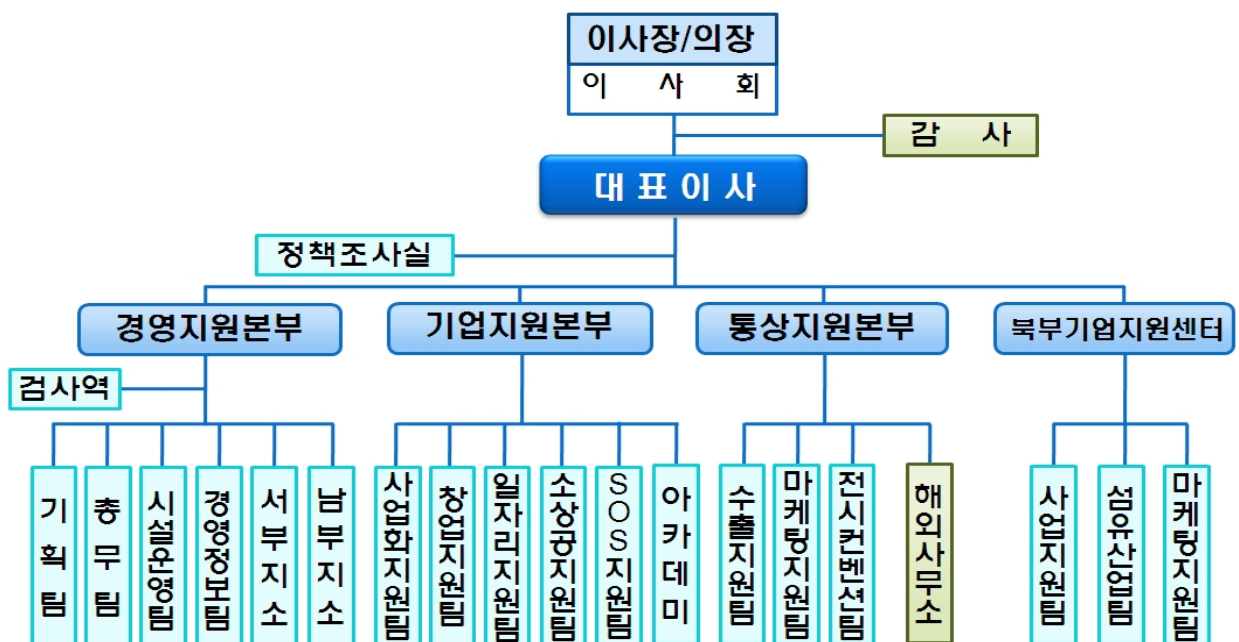 이사장/의장
이 사 회
감 사
대 표 이 사
정책조사실
경영지원본부
기업지원본부
통상지원본부
북부기업지원센터
검사역
기획팀
총무팀
시설운영팀
경영정보팀
서부지소
남부지소
사업화지원팀
창업지원팀
일자리지원팀
소상공지원팀
SOS지원팀
아카데미
수출지원팀
마케팅지원팀
전시컨벤션팀
해외사무소
사업지원팀
섬유산업팀
마케팅지원팀